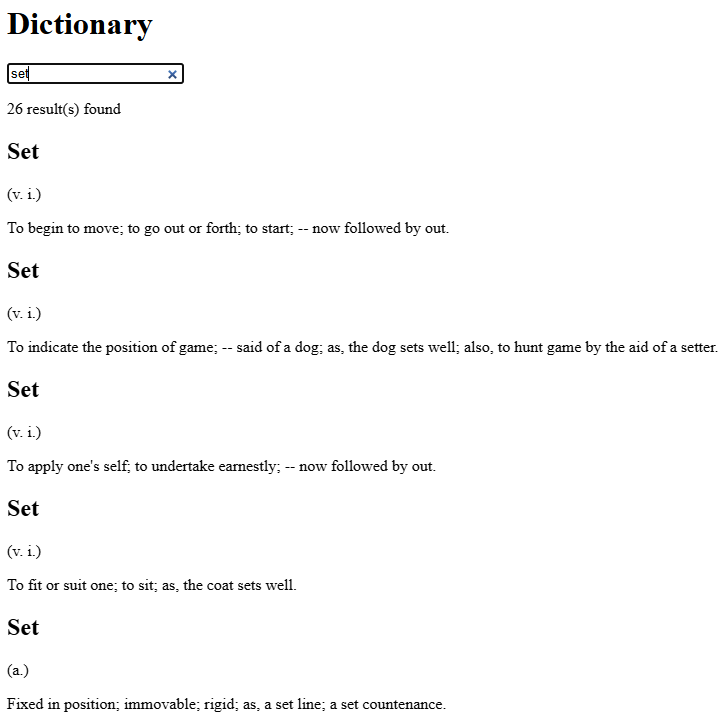 Dictionary
set
26 result(s) found
Set
(v. i.)
To begin to move; to go out or forth; to start; -- now followed by out.
Set
(v. i.)
To indicate the position of game; -- said of a dog; as, the dog sets well; also, to hunt game by the aid of a setter.
Set
(v. i.)
To apply one's self; to undertake earnestly; -- now followed by out.
Set
(v. i.)
To fit or suit one; to sit; as, the coat sets well.
Set
(a.)
Fixed in position; immovable; rigid; as, a set line; a set countenance.